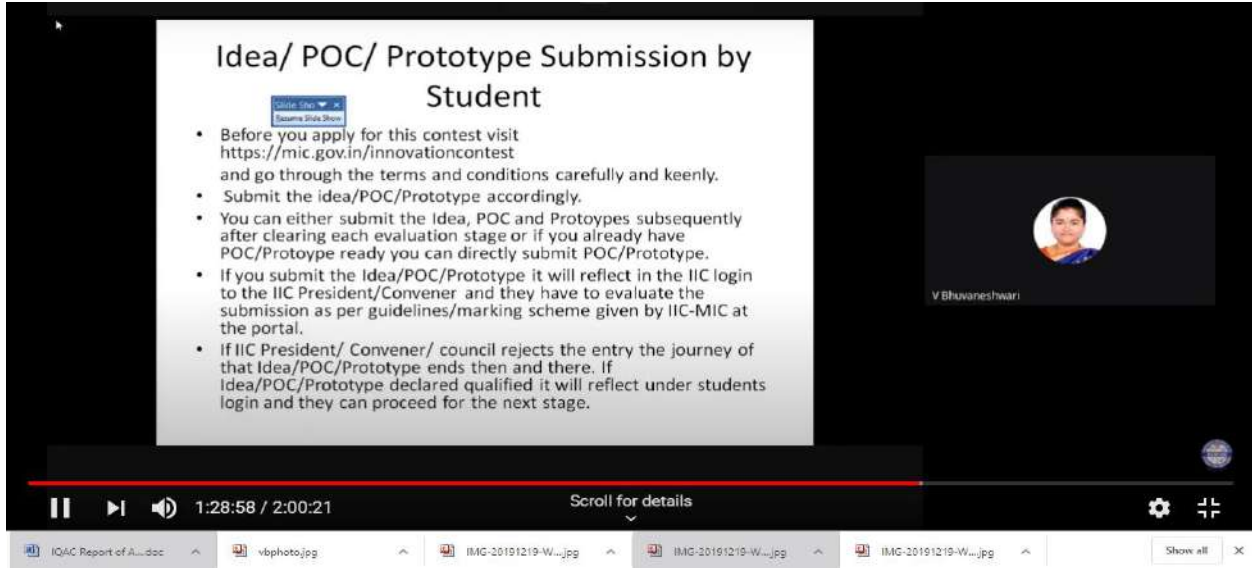 Idea/ POC/ Prototype Submission by
Student
Slide Sho
Resume Slide Show
• Before you apply for this contest visit
https://mic.gov.in/innovationcontest
and go through the terms and conditions carefully and keenly.
• Submit the idea/POC/Prototype accordingly.
• You can either submit the Idea, POC and Protoypes subsequently
after clearing each evaluation stage or if you already have
POC/Protoype ready you can directly submit POC/Prototype.
• If you submit the Idea/POC/Prototype it will reflect in the IIC login
to the IIC President/Convener and they have to evaluate the
submission as per guidelines/marking scheme given by IIC-MIC at
the portal.
• If IIC President/ Convener/ council rejects the entry the journey of
that Idea/POC/Prototype ends then and there. If
Idea/POC/Prototype declared qualified it will reflect under students
login and they can proceed for the next stage.
V Bhuvaneshwari
1:28:58 / 2:00:21
Scroll for details
IQAC Report of A....doc
vbphoto.jpg
IMG-20191219-W....jpg
IMG-20191219-W....jpg
IMG-20191219-W....jpg
Show all